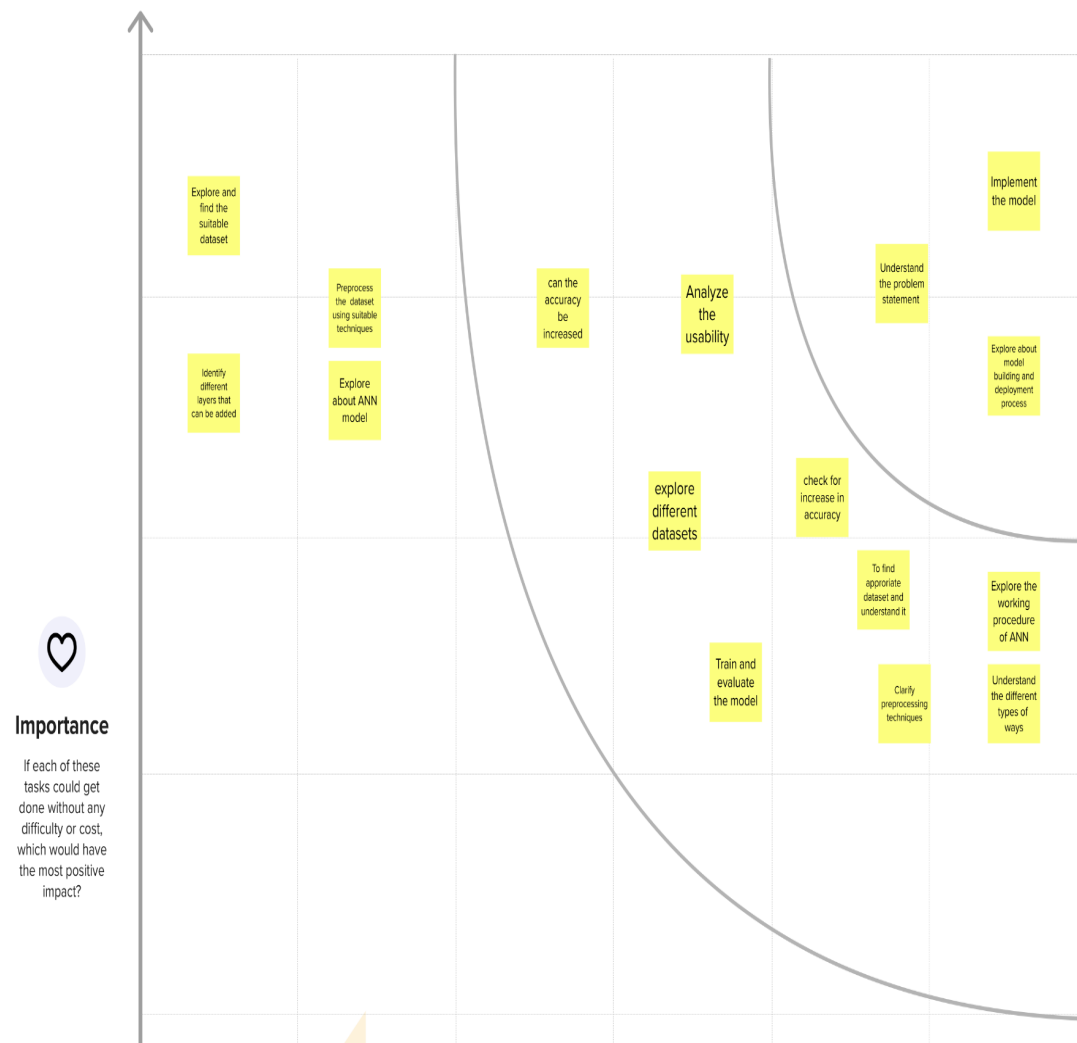 Implement
the model
Explore and
find the
suitable
dataset
Understand
the problem
statement
Preprocess
the dataset
using suitable
techniques
can the
accuracy
be
increased
Analyze
the
usability
Explore about
model
building and
deployment
process
Identify
different
layers that
can be added
Explore
about ANN
model
check for
increase in
accuracy
explore
different
datasets
To find
approriate
dataset and
understand it
Explore the
working
procedure
of ANN
Train and
evaluate
the model
Clarify
preprocessing
techniques
Understand
the different
types of
ways
Importance
If each of these
tasks could get
done without any
difficulty or cost,
which would have
the most positive
impact?